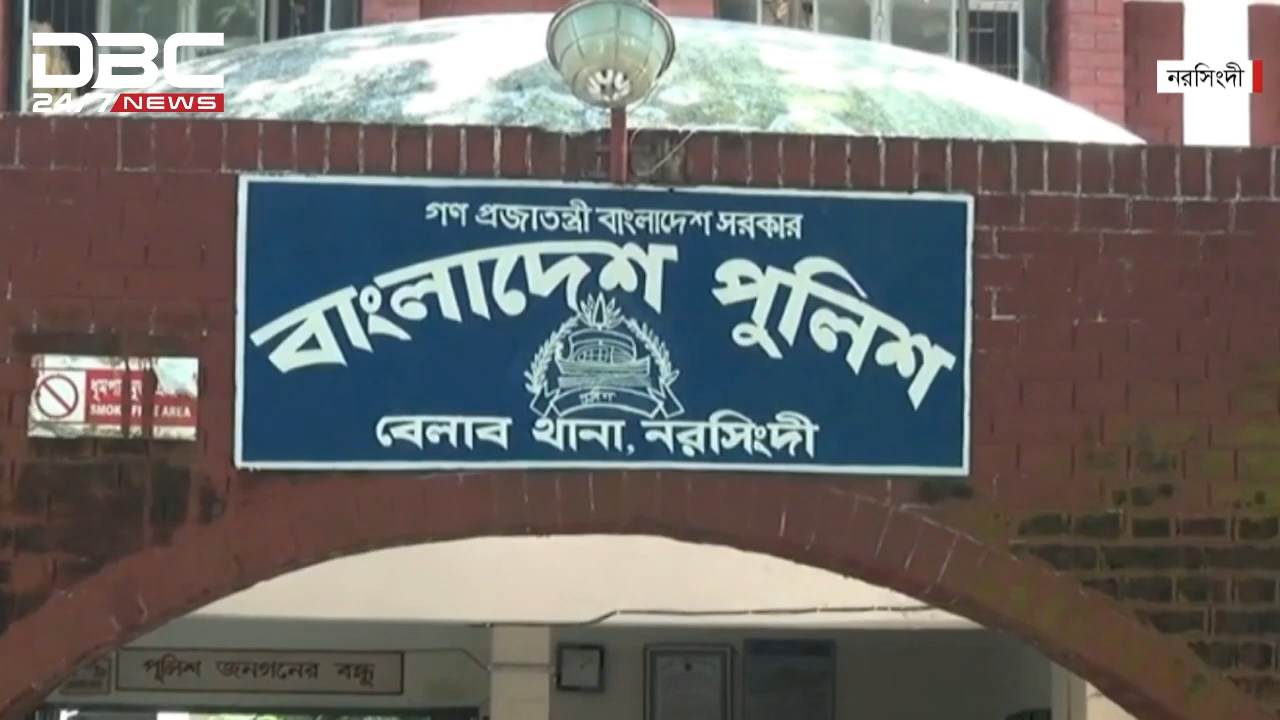 DBC
24/7 NEWS
নরসিংদী
গণ প্রজাতন্ত্রী বাংলাদেশ সরকার
বাংলাদেশ পুলিশ
পুলিশ
বেলাব থানা, নরসিংদী
SMOKE FREE AREA
পুলিশ জনগনের বন্ধু